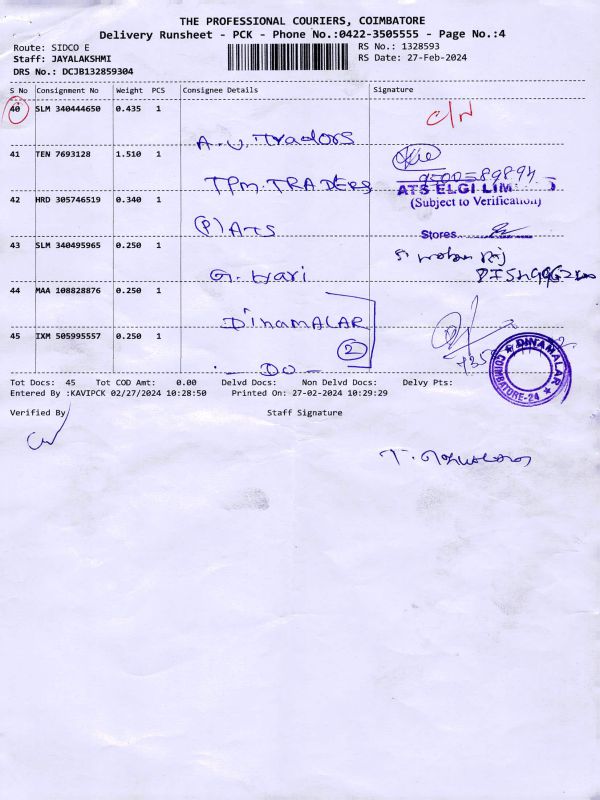 THE PROFESSIONAL COURIERS, COIMBATORE
Delivery Runsheet - PCK - Phone No.:0422-3505555 - Page No.:4
Route: SIDCO E
RS No.: 1328593
Staff: JAYALAKSHMI
RS Date: 27-Feb-2024
DRS No.: DCJB132859304
S No Consignment No Weight PCS Consignee Details Signature
40 SLM 340444650 0.435 1 A.V. Tradors C/N
41 TEN 7693128 1.510 1 TPM. TRADERS
ATS ELGI LIM
(Subject to Verification)
42 HRD 305746519 0.340 1 (P) ATS
Stores
43 SLM 340495965 0.250 1 G. Hari
44 MAA 108828876 0.250 1 DINAMALAR
2
45 IXM 505995557 0.250 1 - DO -
DINAMALAR ★ COIMBATORE-24 ★
Tot Docs: 45 Tot COD Amt: 0.00 Delvd Docs: Non Delvd Docs: Delvy Pts:
Entered By :KAVIPCK 02/27/2024 10:28:50 Printed On: 27-02-2024 10:29:29
Verified By Staff Signature